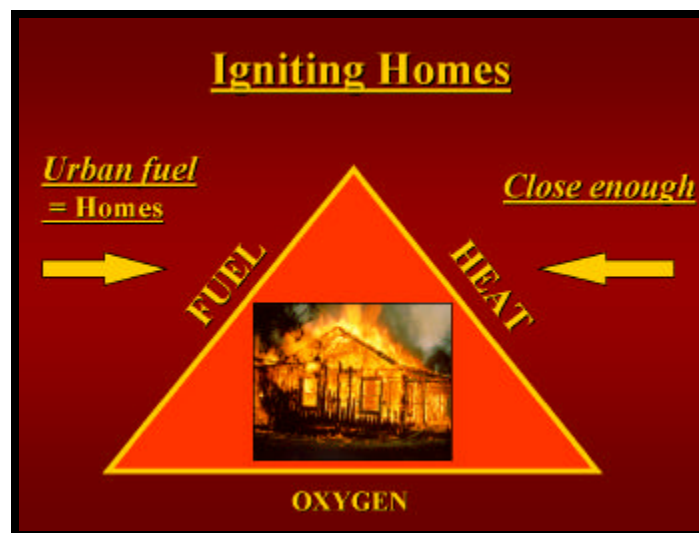 Igniting Homes
Urban fuel
= Homes
Close enough
FUEL
HEAT
OXYGEN